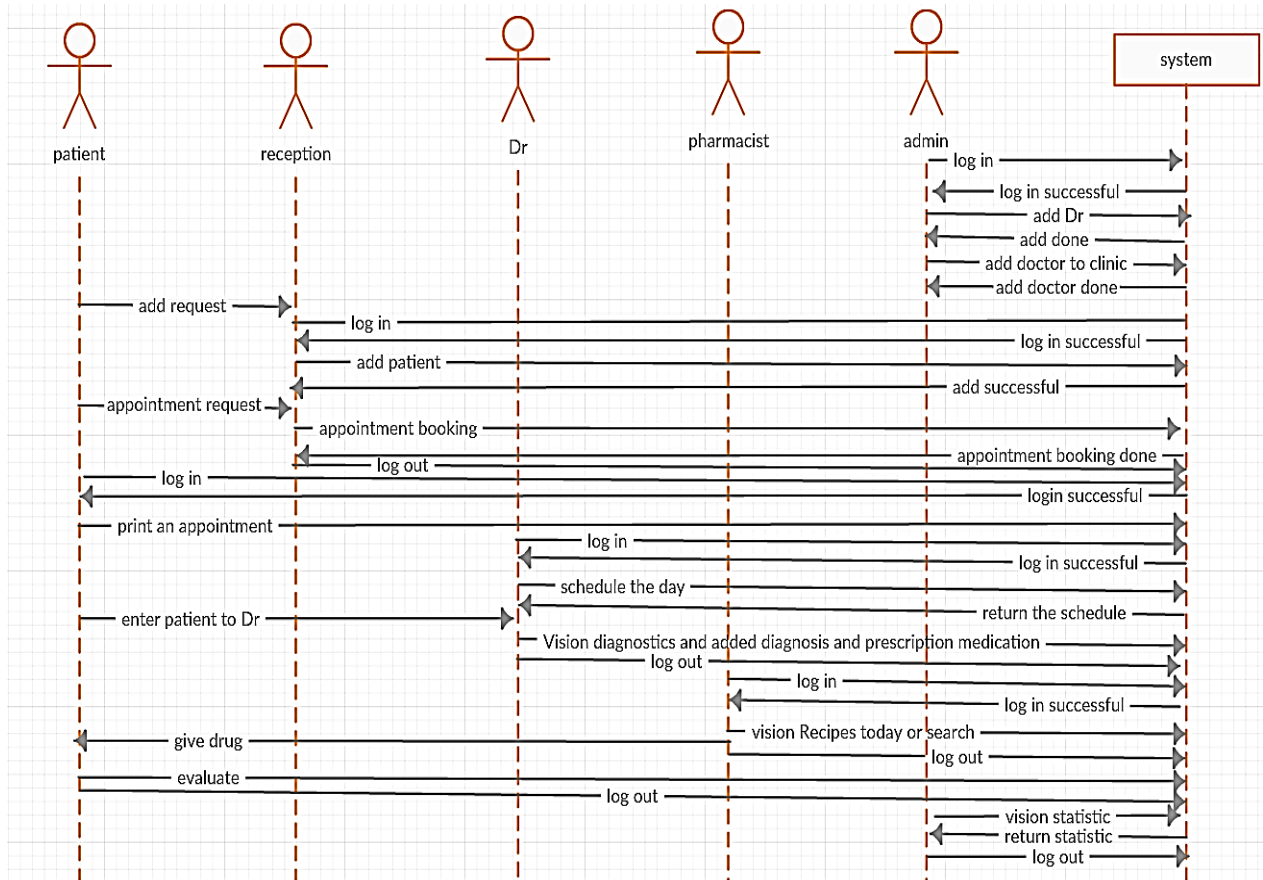 patient
reception
Dr
pharmacist
admin
system
log in
log in successful
add Dr
add done
add doctor to clinic
add doctor done
add request
log in
log in successful
add patient
add successful
appointment request
appointment booking
appointment booking done
log out
log in
login successful
print an appointment
log in
log in successful
schedule the day
return the schedule
enter patient to Dr
Vision diagnostics and added diagnosis and prescription medication
log out
log in
log in successful
vision Recipes today or search
give drug
log out
evaluate
log out
vision statistic
return statistic
log out